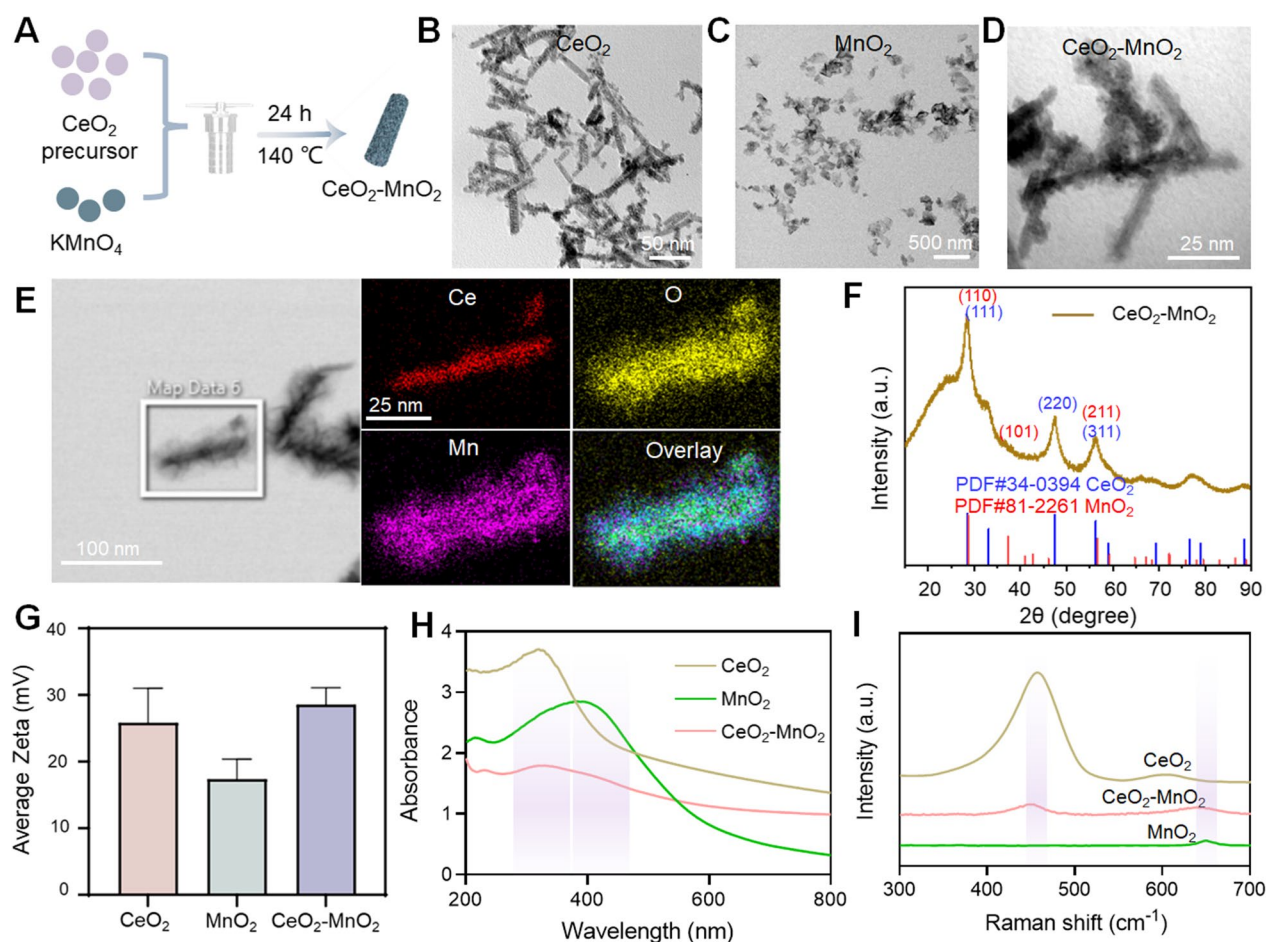 A
CeO₂
precursor
KMnO₄
24 h
140 ℃
CeO₂-MnO₂
B
CeO₂
50 nm
C
MnO₂
500 nm
D
CeO₂-MnO₂
25 nm
E
Map Data 6
100 nm
Ce
25 nm
O
Mn
Overlay
F
(110)
(111)
(101)
(220)
(211)
(311)
CeO₂-MnO₂
PDF#34-0394 CeO₂
PDF#81-2261 MnO₂
Intensity (a.u.)
20 30 40 50 60 70 80 90
2θ (degree)
G
Average Zeta (mV)
40
30
20
10
0
CeO₂ MnO₂ CeO₂-MnO₂
H
Absorbance
4
3
2
1
0
CeO₂
MnO₂
CeO₂-MnO₂
200 400 600 800
Wavelength (nm)
I
Intensity (a.u.)
CeO₂
CeO₂-MnO₂
MnO₂
300 400 500 600 700
Raman shift (cm⁻¹)